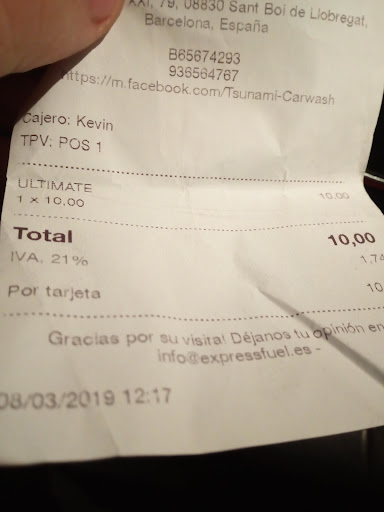 XXI, 79, 08830 Sant Boi de Llobregat,
Barcelona, España
B65674293
936564767
https://m.facebook.com/Tsunami-Carwash
Cajero: Kevin
TPV: POS 1
ULTIMATE
1 x 10,00 10,00
Total 10,00
IVA. 21% 1,74
Por tarjeta 10
Gracias por su visita! Déjanos tu opinión en
info@expressfuel.es -
08/03/2019 12:17